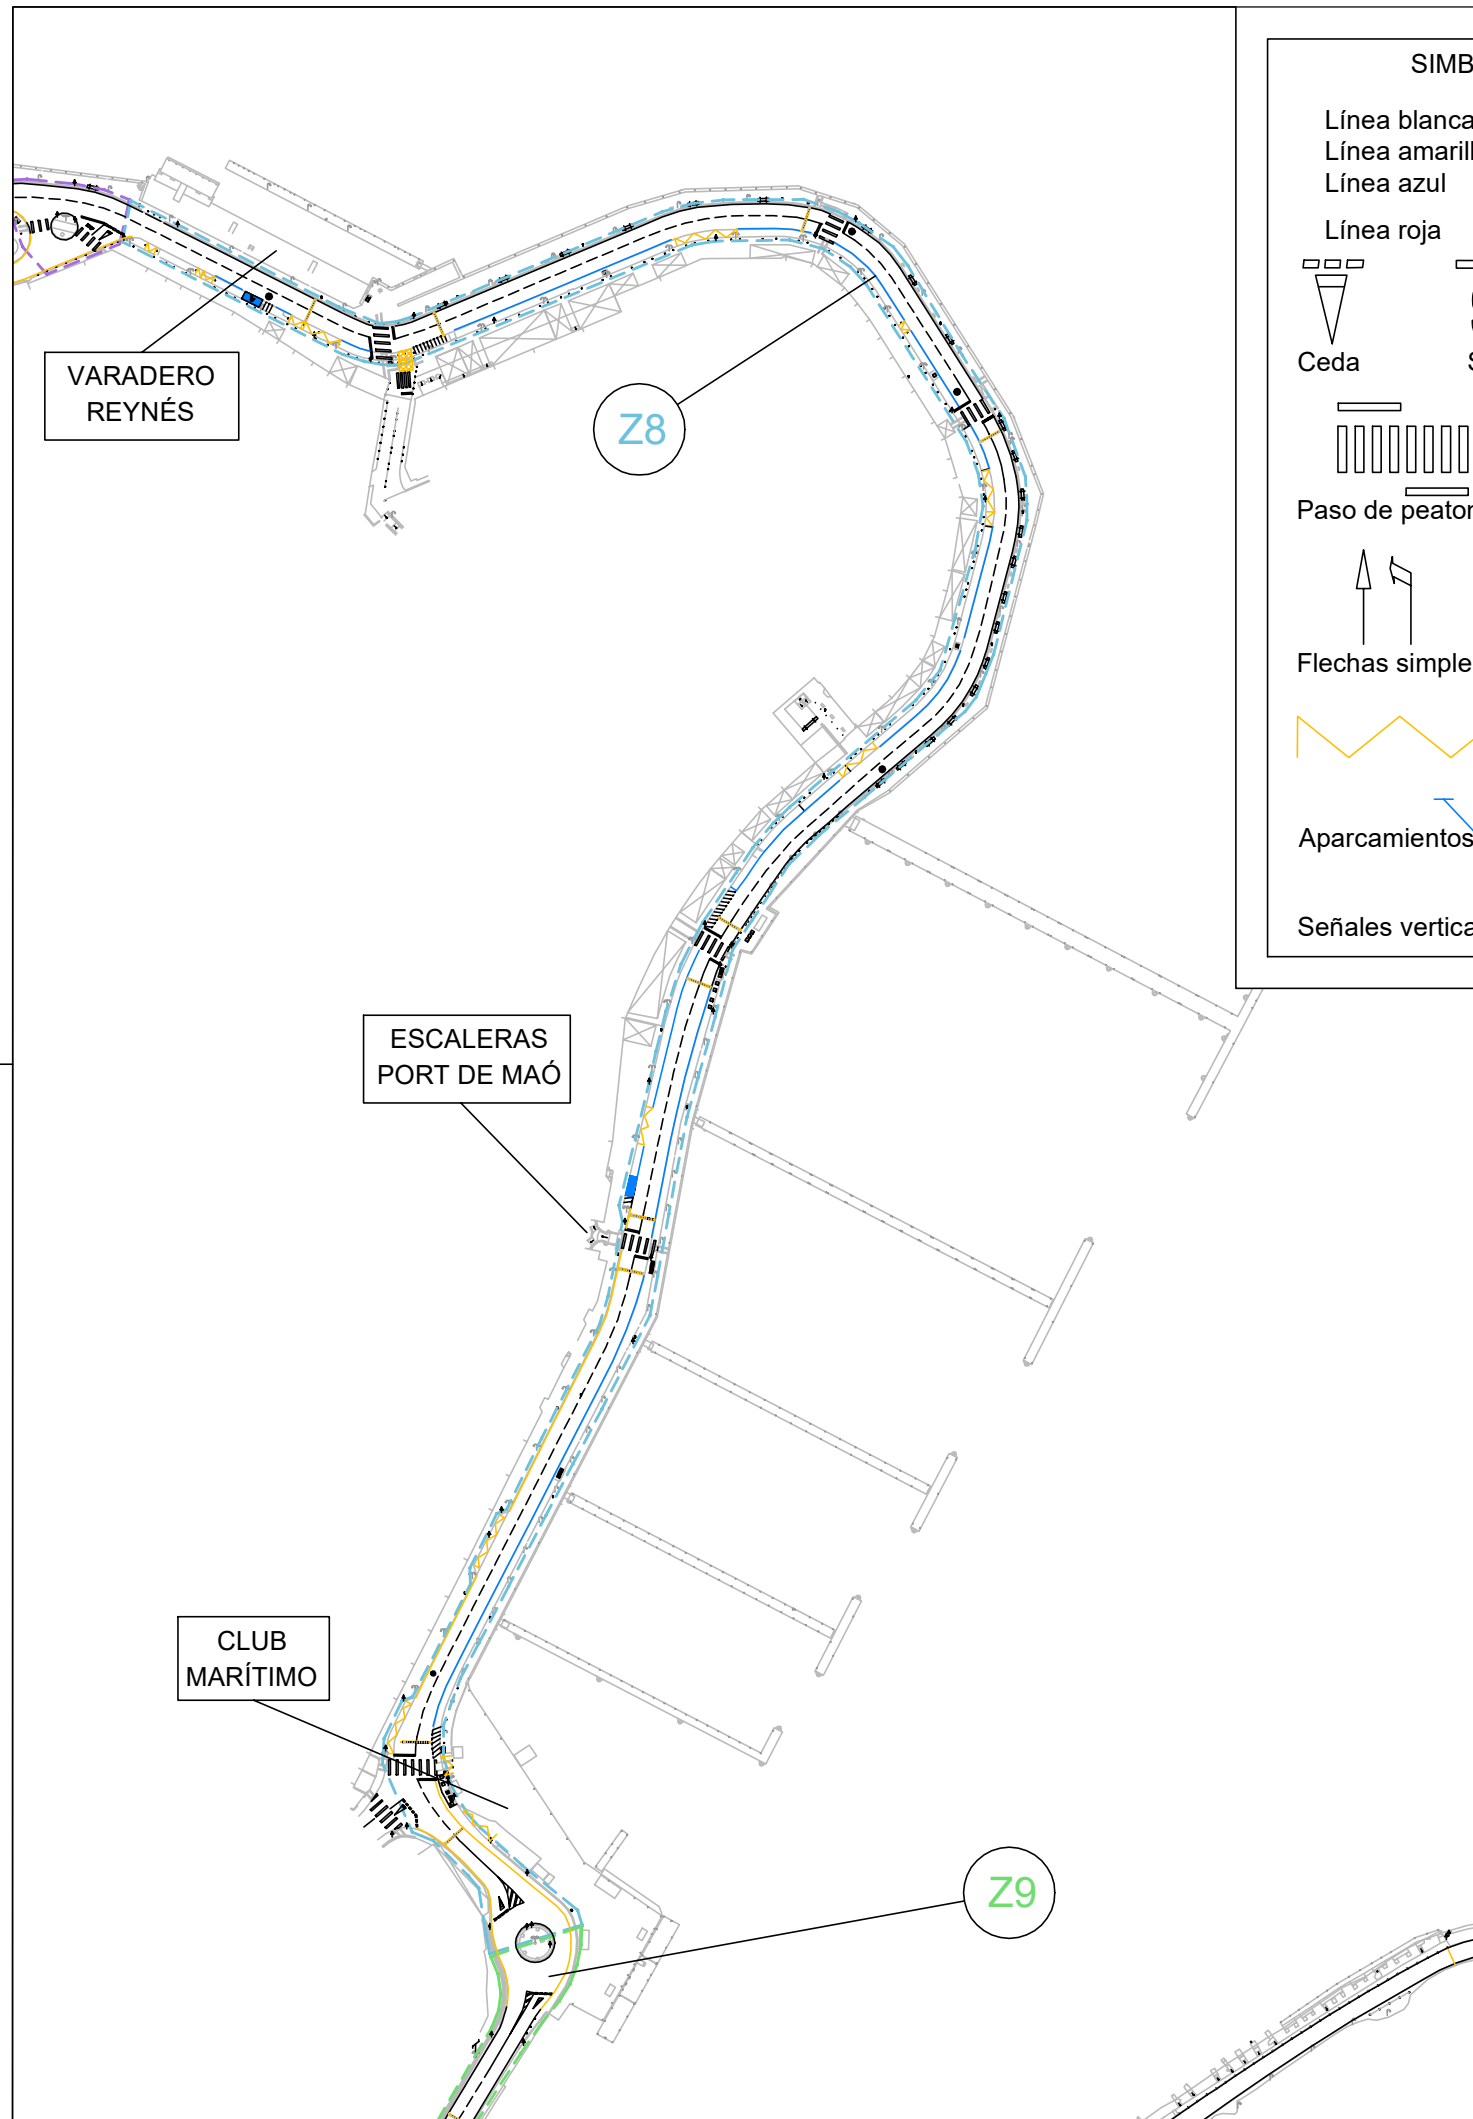 VARADERO
REYNÉS
Z8
ESCALERAS
PORT DE MAÓ
CLUB
MARÍTIMO
Z9
SIMB
Línea blanca
Línea amaril
Línea azul
Línea roja
Ceda
Paso de peaton
Flechas simple
Aparcamientos
Señales vertica